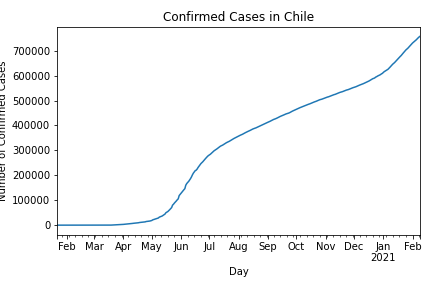 Confirmed Cases in Chile
Number of Confirmed Cases
700000
600000
500000
400000
300000
200000
100000
0
Feb Mar Apr May Jun Jul Aug Sep Oct Nov Dec Jan Feb
2021
Day